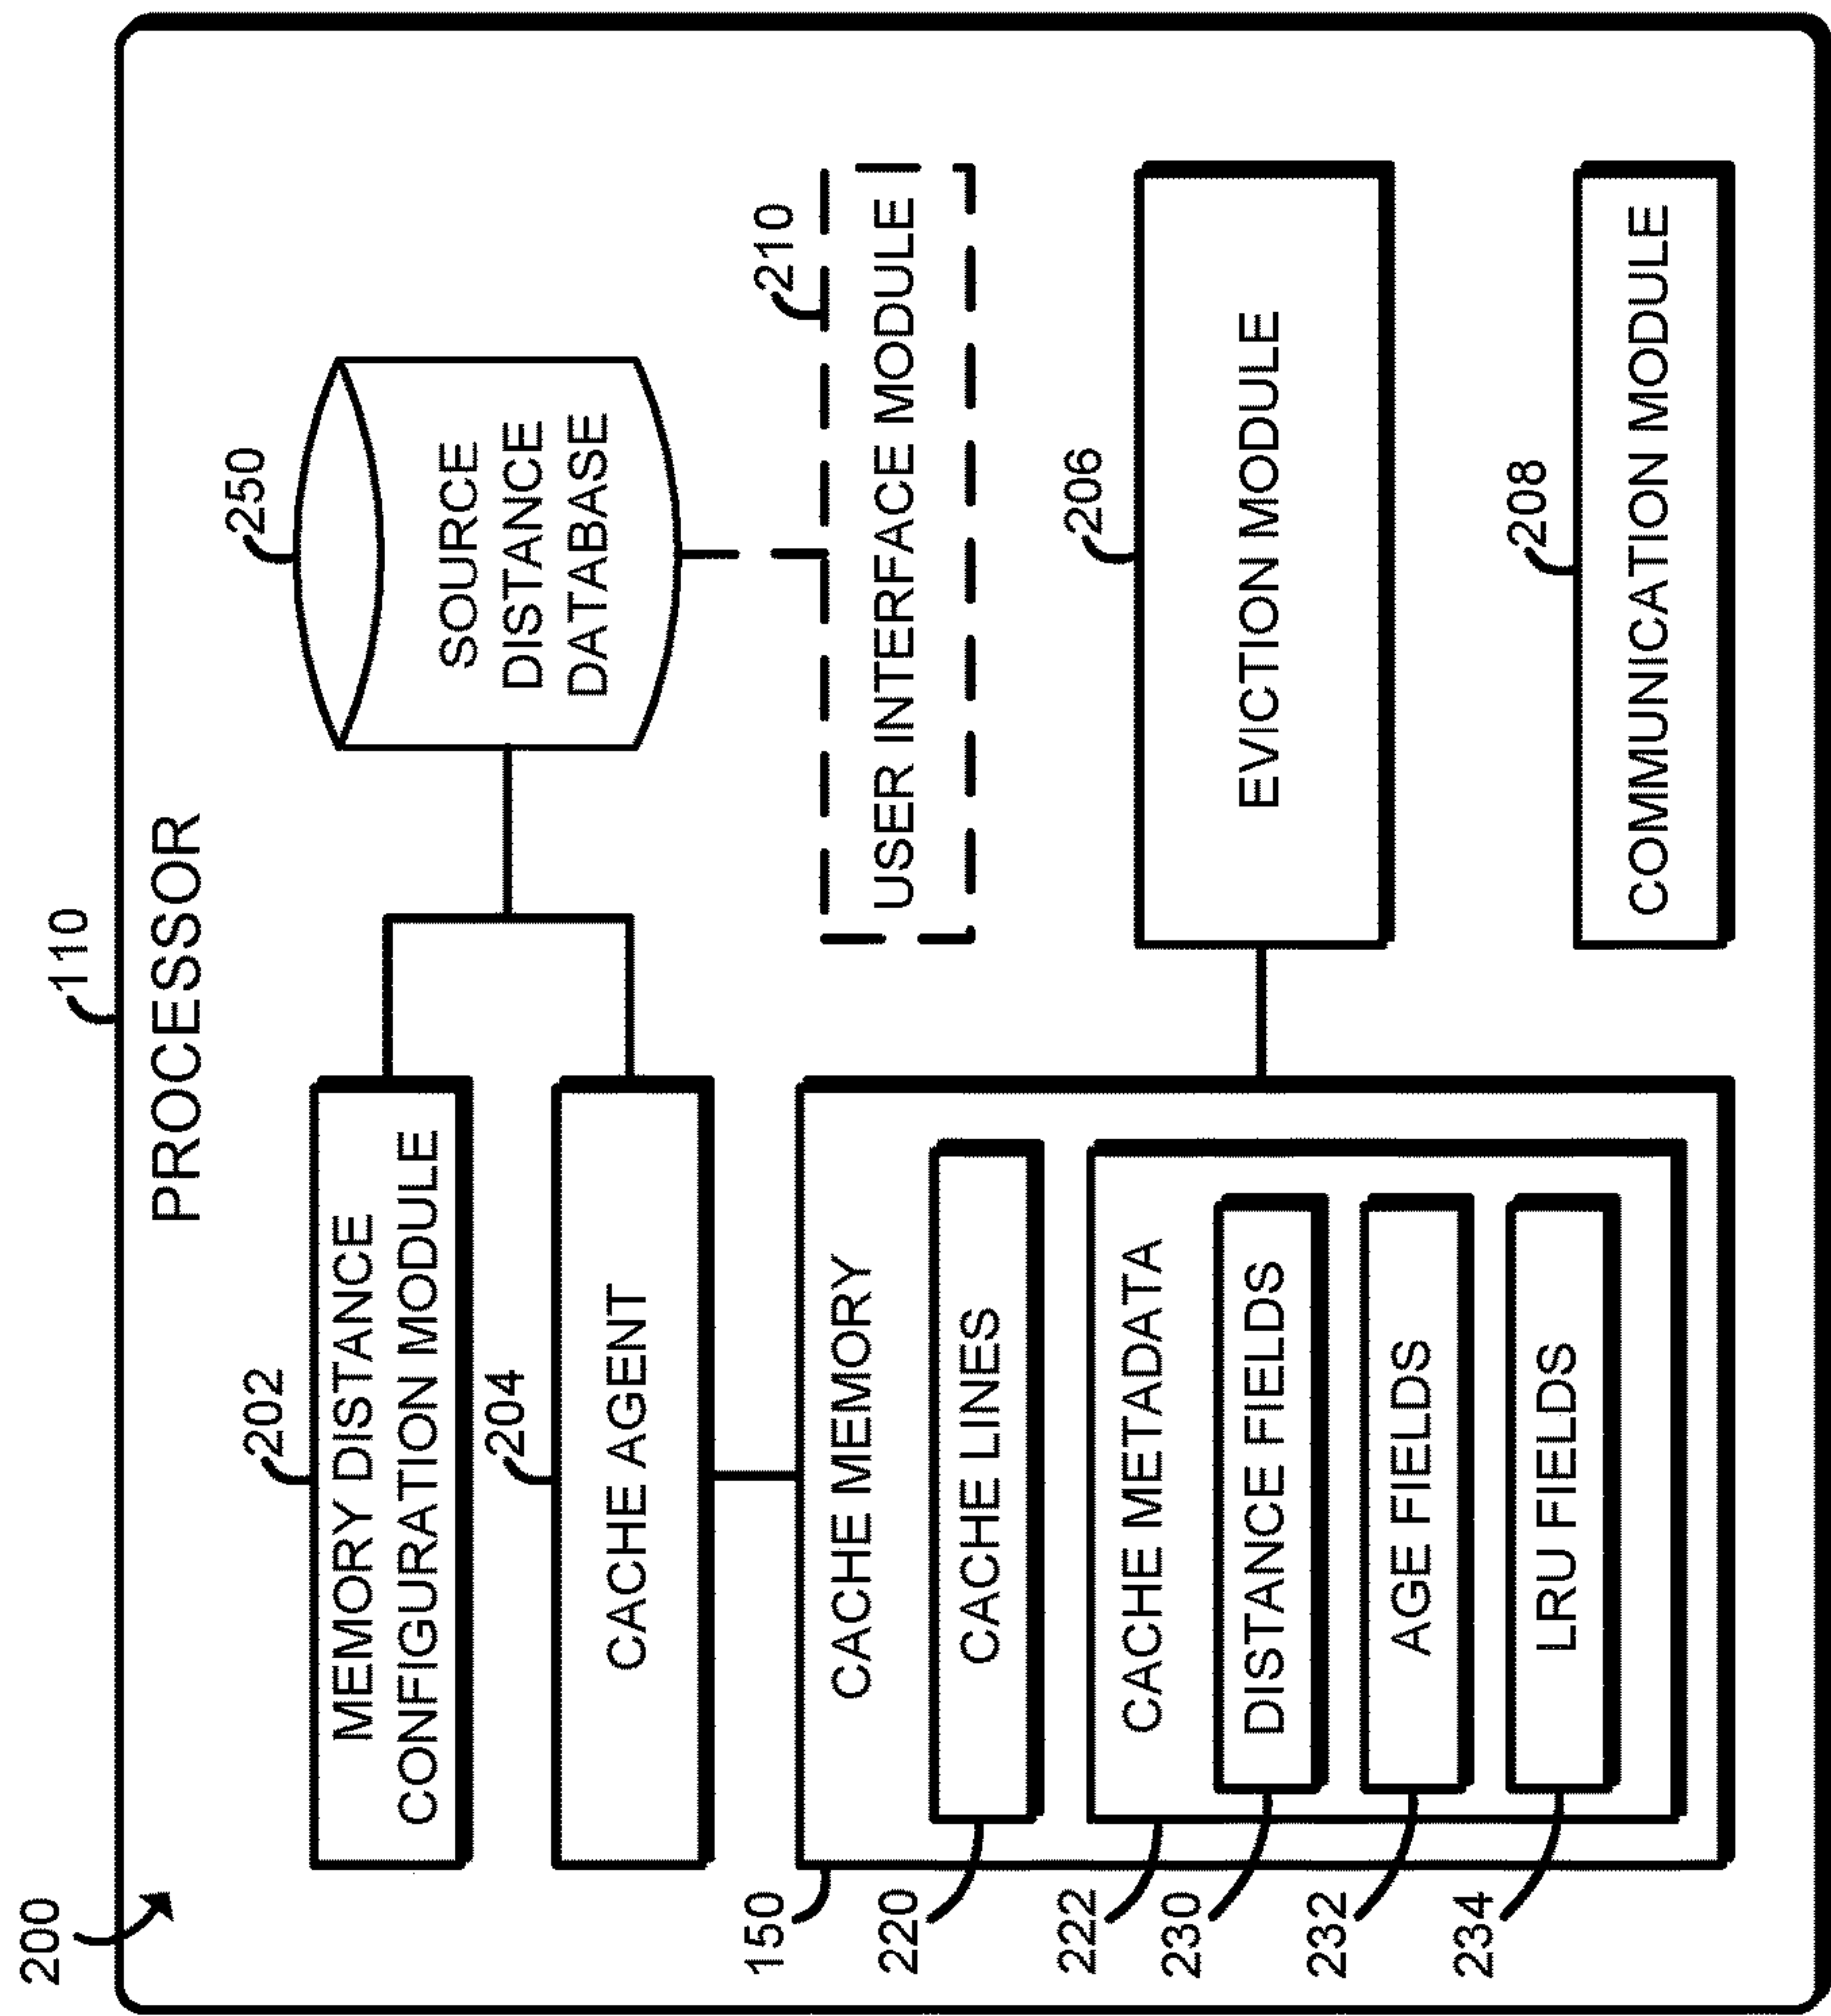 200
110
PROCESSOR
202
MEMORY DISTANCE
CONFIGURATION MODULE
250
SOURCE
DISTANCE
DATABASE
204
CACHE AGENT
210
USER INTERFACE MODULE
150
CACHE MEMORY
220
CACHE LINES
222
CACHE METADATA
230
DISTANCE FIELDS
232
AGE FIELDS
234
LRU FIELDS
206
EVICTION MODULE
208
COMMUNICATION MODULE